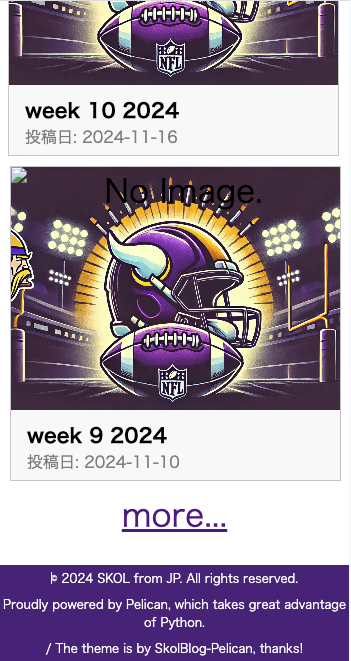 NFL
week 10 2024
投稿日: 2024-11-16
No Image.
NFL
week 9 2024
投稿日: 2024-11-10
more...
© 2024 SKOL from JP. All rights reserved.
Proudly powered by Pelican, which takes great advantage
of Python.
/ The theme is by SkolBlog-Pelican, thanks!